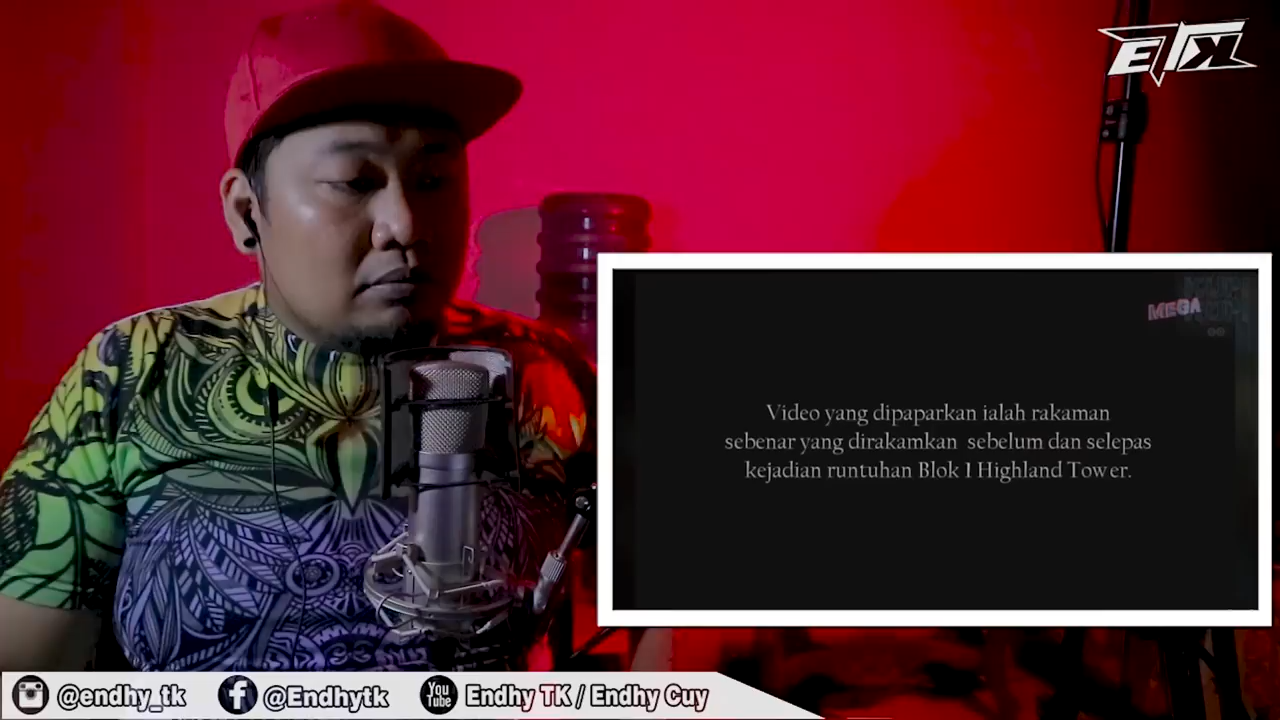 ETK
MEGA
Video yang dipaparkan ialah rakaman
sebenar yang dirakamkan sebelum dan selepas
kejadian runtuhan Blok 1 Highland Tower.
@endhy_tk @Endhytk You Tube Endhy TK / Endhy Cuy